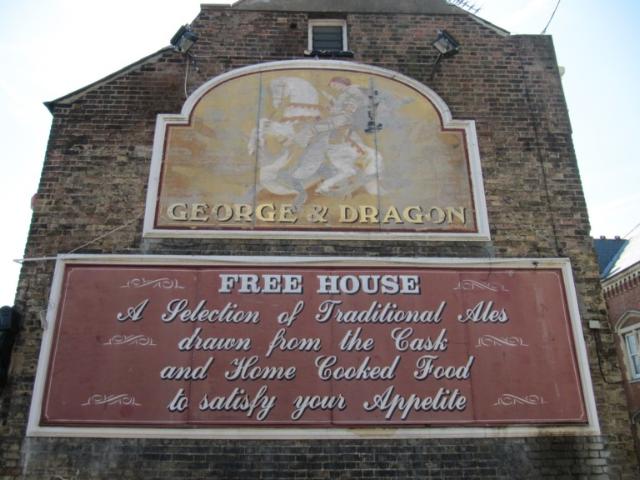 GEORGE & DRAGON
FREE HOUSE
A Selection of Traditional Ales
drawn from the Cask
and Home Cooked Food
to satisfy your Appetite